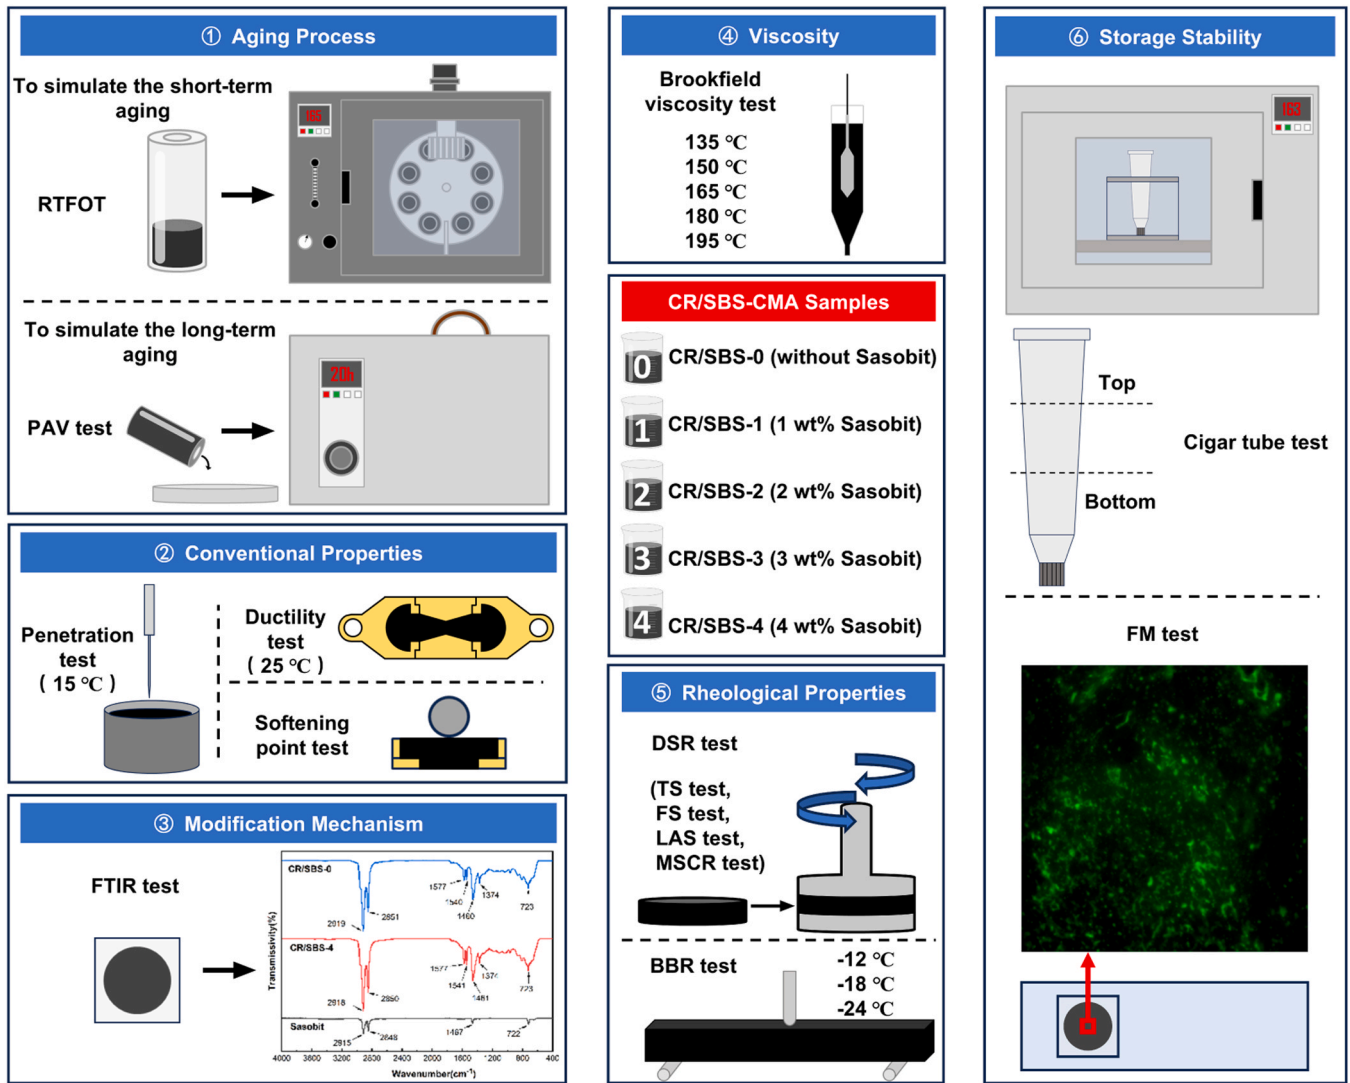 ① Aging Process
To simulate the short-term
aging
RTFOT
165
To simulate the long-term
aging
PAV test
20h
② Conventional Properties
Penetration
test
( 15 ℃ )
Ductility
test
( 25 ℃ )
Softening
point test
③ Modification Mechanism
FTIR test
Transmissivity(%)
CR/SBS-0
2919
2851
1577
1540
1460
1374
723
CR/SBS-4
2918
2850
1577
1541
1461
1374
723
Sasobit
2915
2848
1467
722
4000 3600 3200 2800 2400 2000 1600 1200 800 400
Wavenumber(cm⁻¹)
④ Viscosity
Brookfield
viscosity test
135 ℃
150 ℃
165 ℃
180 ℃
195 ℃
CR/SBS-CMA Samples
0 CR/SBS-0 (without Sasobit)
1 CR/SBS-1 (1 wt% Sasobit)
2 CR/SBS-2 (2 wt% Sasobit)
3 CR/SBS-3 (3 wt% Sasobit)
4 CR/SBS-4 (4 wt% Sasobit)
⑤ Rheological Properties
DSR test
(TS test,
FS test,
LAS test,
MSCR test)
BBR test
-12 ℃
-18 ℃
-24 ℃
⑥ Storage Stability
163
Top
Cigar tube test
Bottom
FM test